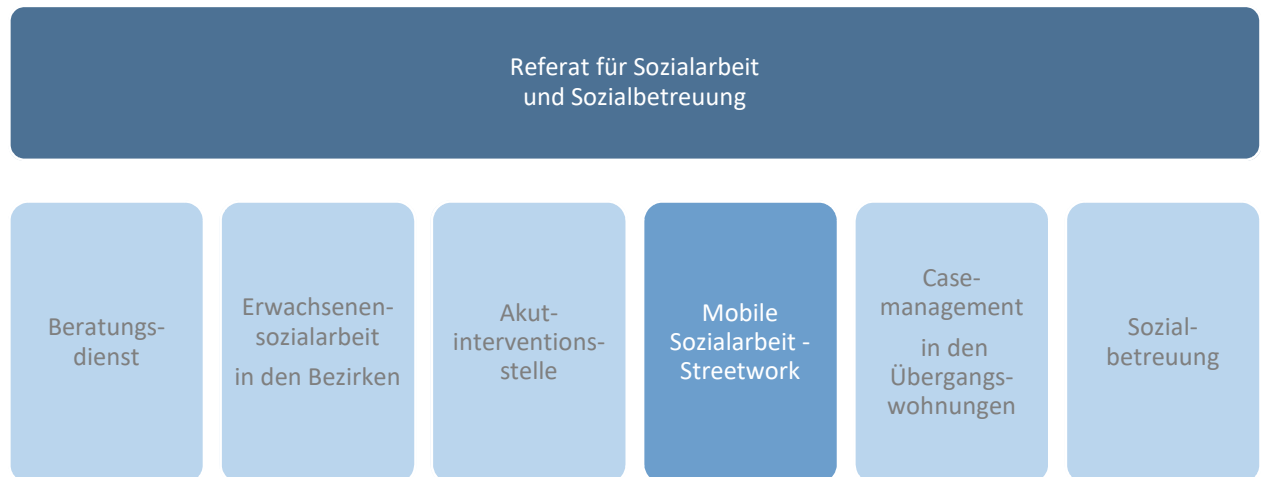 Referat für Sozialarbeit
und Sozialbetreuung
Beratungs-
dienst
Erwachsenen-
sozialarbeit
in den Bezirken
Akut-
interventions-
stelle
Mobile
Sozialarbeit -
Streetwork
Case-
management
in den
Übergangs-
wohnungen
Sozial-
betreuung